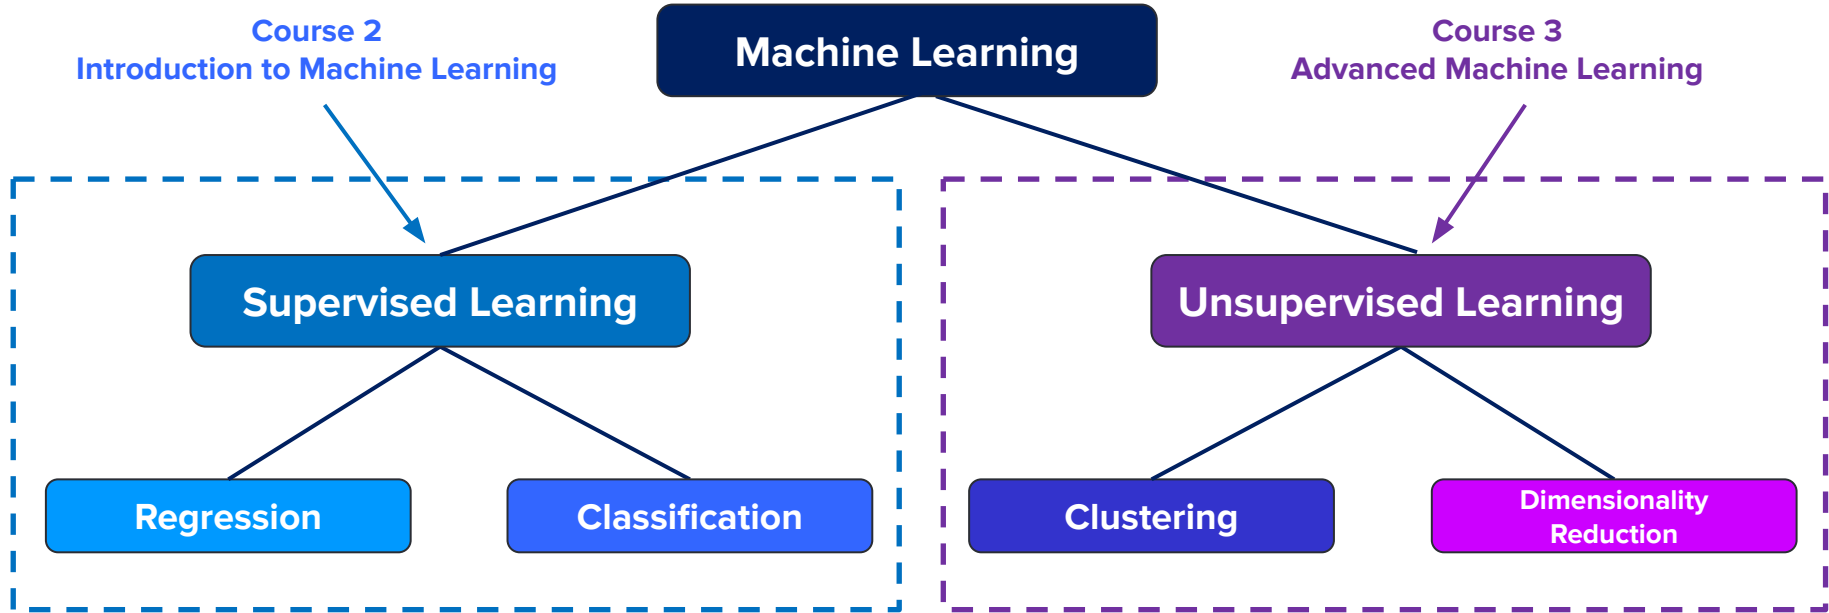 Course 2
Introduction to Machine Learning
Machine Learning
Course 3
Advanced Machine Learning
Supervised Learning
Unsupervised Learning
Regression
Classification
Clustering
Dimensionality
Reduction